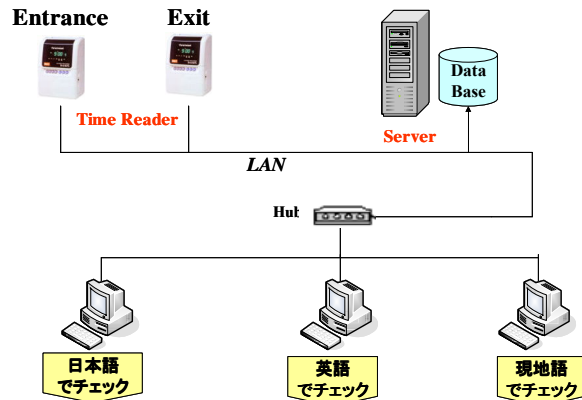 Entrance
Exit
Data
Base
Time Reader
Server
LAN
Hub
日本語
でチェック
英語
でチェック
現地語
でチェック